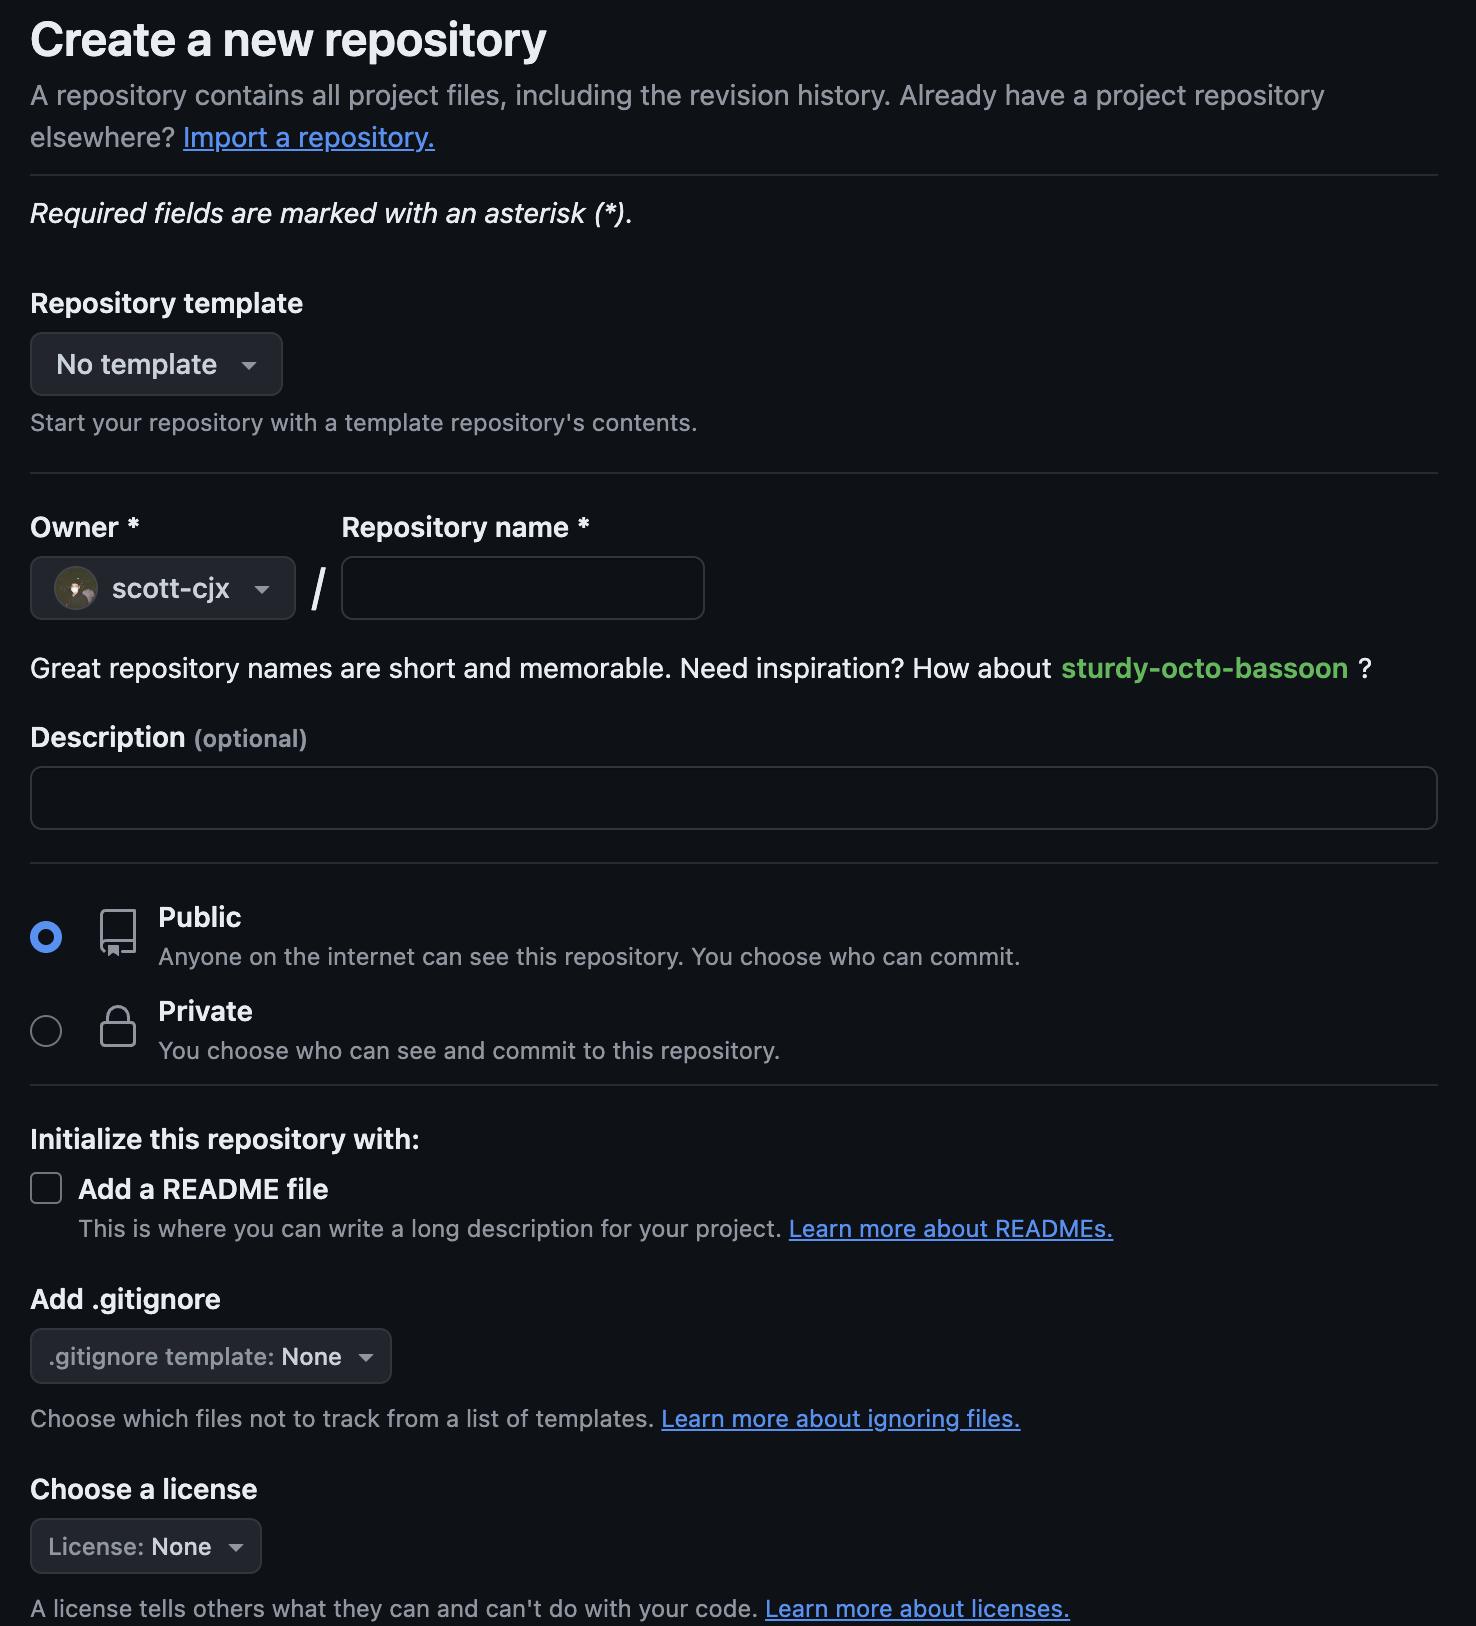 Create a new repository
A repository contains all project files, including the revision history. Already have a project repository
elsewhere? Import a repository.
Required fields are marked with an asterisk (*).
Repository template
No template
Start your repository with a template repository's contents.
Owner *
Repository name *
scott-cjx
/
Great repository names are short and memorable. Need inspiration? How about sturdy-octo-bassoon ?
Description (optional)
Public
Anyone on the internet can see this repository. You choose who can commit.
Private
You choose who can see and commit to this repository.
Initialize this repository with:
Add a README file
This is where you can write a long description for your project. Learn more about READMEs.
Add .gitignore
.gitignore template: None
Choose which files not to track from a list of templates. Learn more about ignoring files.
Choose a license
License: None
A license tells others what they can and can't do with your code. Learn more about licenses.